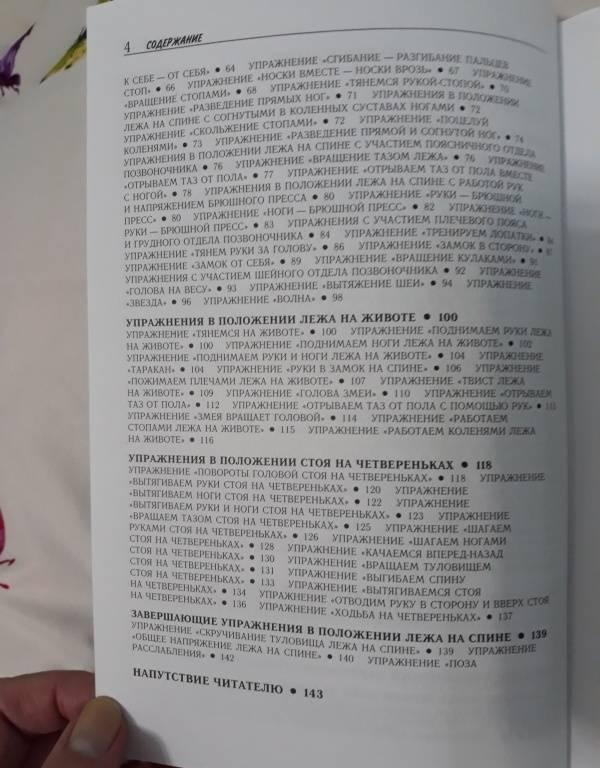 4 СОДЕРЖАНИЕ
К СЕБЕ — ОТ СЕБЯ» ● 64 УПРАЖНЕНИЕ «СГИБАНИЕ — РАЗГИБАНИЕ ПАЛЬЦЕВ
СТОП» ● 66 УПРАЖНЕНИЕ «НОСКИ ВМЕСТЕ — НОСКИ ВРОЗЬ» ● 67 УПРАЖНЕНИЕ
«ВРАЩЕНИЕ СТОПАМИ» ● 68 УПРАЖНЕНИЕ «ТЯНЕМСЯ РУКОЙ-СТОПОЙ» ● 70
УПРАЖНЕНИЕ «РАЗВЕДЕНИЕ ПРЯМЫХ НОГ» ● 71 УПРАЖНЕНИЯ В ПОЛОЖЕНИИ
ЛЕЖА НА СПИНЕ С СОГНУТЫМИ В КОЛЕННЫХ СУСТАВАХ НОГАМИ ● 72
УПРАЖНЕНИЕ «СКОЛЬЖЕНИЕ СТОПАМИ» ● 72 УПРАЖНЕНИЕ «ПОЦЕЛУЙ
КОЛЕНЯМИ» ● 73 УПРАЖНЕНИЕ «РАЗВЕДЕНИЕ ПРЯМОЙ И СОГНУТОЙ НОГ» ● 74
УПРАЖНЕНИЯ В ПОЛОЖЕНИИ ЛЕЖА НА СПИНЕ С УЧАСТИЕМ ПОЯСНИЧНОГО ОТДЕЛА
ПОЗВОНОЧНИКА ● 76 УПРАЖНЕНИЕ «ВРАЩЕНИЕ ТАЗОМ ЛЕЖА» ● 76 УПРАЖНЕНИЕ
«ОТРЫВАЕМ ТАЗ ОТ ПОЛА» ● 77 УПРАЖНЕНИЕ «ОТРЫВАЕМ ТАЗ ОТ ПОЛА ВМЕСТЕ
С НОГОЙ» ● 78 УПРАЖНЕНИЯ В ПОЛОЖЕНИИ ЛЕЖА НА СПИНЕ С РАБОТОЙ РУК
И НАПРЯЖЕНИЕМ БРЮШНОГО ПРЕССА ● 80 УПРАЖНЕНИЕ «РУКИ — БРЮШНОЙ
ПРЕСС» ● 80 УПРАЖНЕНИЕ «НОГИ — БРЮШНОЙ ПРЕСС» ● 82 УПРАЖНЕНИЕ «НОГИ –
РУКИ — БРЮШНОЙ ПРЕСС» ● 83 УПРАЖНЕНИЯ С УЧАСТИЕМ ПЛЕЧЕВОГО ПОЯСА
И ГРУДНОГО ОТДЕЛА ПОЗВОНОЧНИКА ● 84 УПРАЖНЕНИЕ «ТРЕНИРУЕМ ЛОПАТКИ» ● 84
УПРАЖНЕНИЕ «ТЯНЕМ РУКИ ЗА ГОЛОВУ» ● 86 УПРАЖНЕНИЕ «ЗАМОК В СТОРОНУ» ● 87
УПРАЖНЕНИЕ «ЗАМОК ОТ СЕБЯ» ● 89 УПРАЖНЕНИЕ «ВРАЩЕНИЕ КУЛАКАМИ» ● 91
УПРАЖНЕНИЯ С УЧАСТИЕМ ШЕЙНОГО ОТДЕЛА ПОЗВОНОЧНИКА ● 92 УПРАЖНЕНИЕ
«ГОЛОВА НА ВЕСУ» ● 93 УПРАЖНЕНИЕ «ВЫТЯЖЕНИЕ ШЕИ» ● 94 УПРАЖНЕНИЕ
«ЗВЕЗДА» ● 96 УПРАЖНЕНИЕ «ВОЛНА» ● 98
УПРАЖНЕНИЯ В ПОЛОЖЕНИИ ЛЕЖА НА ЖИВОТЕ ● 100
УПРАЖНЕНИЕ «ТЯНЕМСЯ НА ЖИВОТЕ» ● 100 УПРАЖНЕНИЕ «ПОДНИМАЕМ РУКИ ЛЕЖА
НА ЖИВОТЕ» ● 100 УПРАЖНЕНИЕ «ПОДНИМАЕМ НОГИ ЛЕЖА НА ЖИВОТЕ» ● 102
УПРАЖНЕНИЕ «ПОДНИМАЕМ РУКИ И НОГИ ЛЕЖА НА ЖИВОТЕ» ● 104 УПРАЖНЕНИЕ
«ТАРАКАН» ● 104 УПРАЖНЕНИЕ «РУКИ В ЗАМОК НА СПИНЕ» ● 106 УПРАЖНЕНИЕ
«ПОЖИМАЕМ ПЛЕЧАМИ ЛЕЖА НА ЖИВОТЕ» ● 107 УПРАЖНЕНИЕ «ТВИСТ ЛЕЖА
НА ЖИВОТЕ» ● 109 УПРАЖНЕНИЕ «ГОЛОВА ЗМЕИ» ● 110 УПРАЖНЕНИЕ «ОТРЫВАЕМ
ТАЗ ОТ ПОЛА» ● 112 УПРАЖНЕНИЕ «ОТРЫВАЕМ ТАЗ ОТ ПОЛА С ПОМОЩЬЮ РУК» ●
УПРАЖНЕНИЕ «ЗМЕЯ ВРАЩАЕТ ГОЛОВОЙ» ● 114 УПРАЖНЕНИЕ «РАБОТАЕМ
СТОПАМИ ЛЕЖА НА ЖИВОТЕ» ● 115 УПРАЖНЕНИЕ «РАБОТАЕМ КОЛЕНЯМИ ЛЕЖА
НА ЖИВОТЕ» ● 116
УПРАЖНЕНИЯ В ПОЛОЖЕНИИ СТОЯ НА ЧЕТВЕРЕНЬКАХ ● 118
УПРАЖНЕНИЕ «ПОВОРОТЫ ГОЛОВОЙ СТОЯ НА ЧЕТВЕРЕНЬКАХ» ● 118 УПРАЖНЕНИЕ
«ВЫТЯГИВАЕМ РУКИ СТОЯ НА ЧЕТВЕРЕНЬКАХ» ● 120 УПРАЖНЕНИЕ
«ВЫТЯГИВАЕМ НОГИ СТОЯ НА ЧЕТВЕРЕНЬКАХ» ● 122 УПРАЖНЕНИЕ
«ВЫТЯГИВАЕМ РУКИ И НОГИ СТОЯ НА ЧЕТВЕРЕНЬКАХ» ● 123 УПРАЖНЕНИЕ
«ВРАЩАЕМ ТАЗОМ СТОЯ НА ЧЕТВЕРЕНЬКАХ» ● 125 УПРАЖНЕНИЕ «ШАГАЕМ
РУКАМИ СТОЯ НА ЧЕТВЕРЕНЬКАХ» ● 126 УПРАЖНЕНИЕ «ШАГАЕМ НОГАМИ
СТОЯ НА ЧЕТВЕРЕНЬКАХ» ● 128 УПРАЖНЕНИЕ «КАЧАЕМСЯ ВПЕРЕД-НАЗАД
СТОЯ НА ЧЕТВЕРЕНЬКАХ» ● 130 УПРАЖНЕНИЕ «ВРАЩАЕМ ТУЛОВИЩЕМ
СТОЯ НА ЧЕТВЕРЕНЬКАХ» ● 131 УПРАЖНЕНИЕ «ВЫГИБАЕМ СПИНУ
СТОЯ НА ЧЕТВЕРЕНЬКАХ» ● 133 УПРАЖНЕНИЕ «ВЫТЯГИВАЕМСЯ СТОЯ
НА ЧЕТВЕРЕНЬКАХ» ● 134 УПРАЖНЕНИЕ «ОТВОДИМ РУКУ В СТОРОНУ И ВВЕРХ СТОЯ
НА ЧЕТВЕРЕНЬКАХ» ● 136 УПРАЖНЕНИЕ «ХОДЬБА НА ЧЕТВЕРЕНЬКАХ» ● 137
ЗАВЕРШАЮЩИЕ УПРАЖНЕНИЯ В ПОЛОЖЕНИИ ЛЕЖА НА СПИНЕ ● 139
УПРАЖНЕНИЕ «СКРУЧИВАНИЕ ТУЛОВИЩА ЛЕЖА НА СПИНЕ» ● 139 УПРАЖНЕНИЕ
«ОБЩЕЕ НАПРЯЖЕНИЕ ЛЕЖА НА СПИНЕ» ● 140 УПРАЖНЕНИЕ «ПОЗА
РАССЛАБЛЕНИЯ» ● 142
НАПУТСТВИЕ ЧИТАТЕЛЮ ● 143